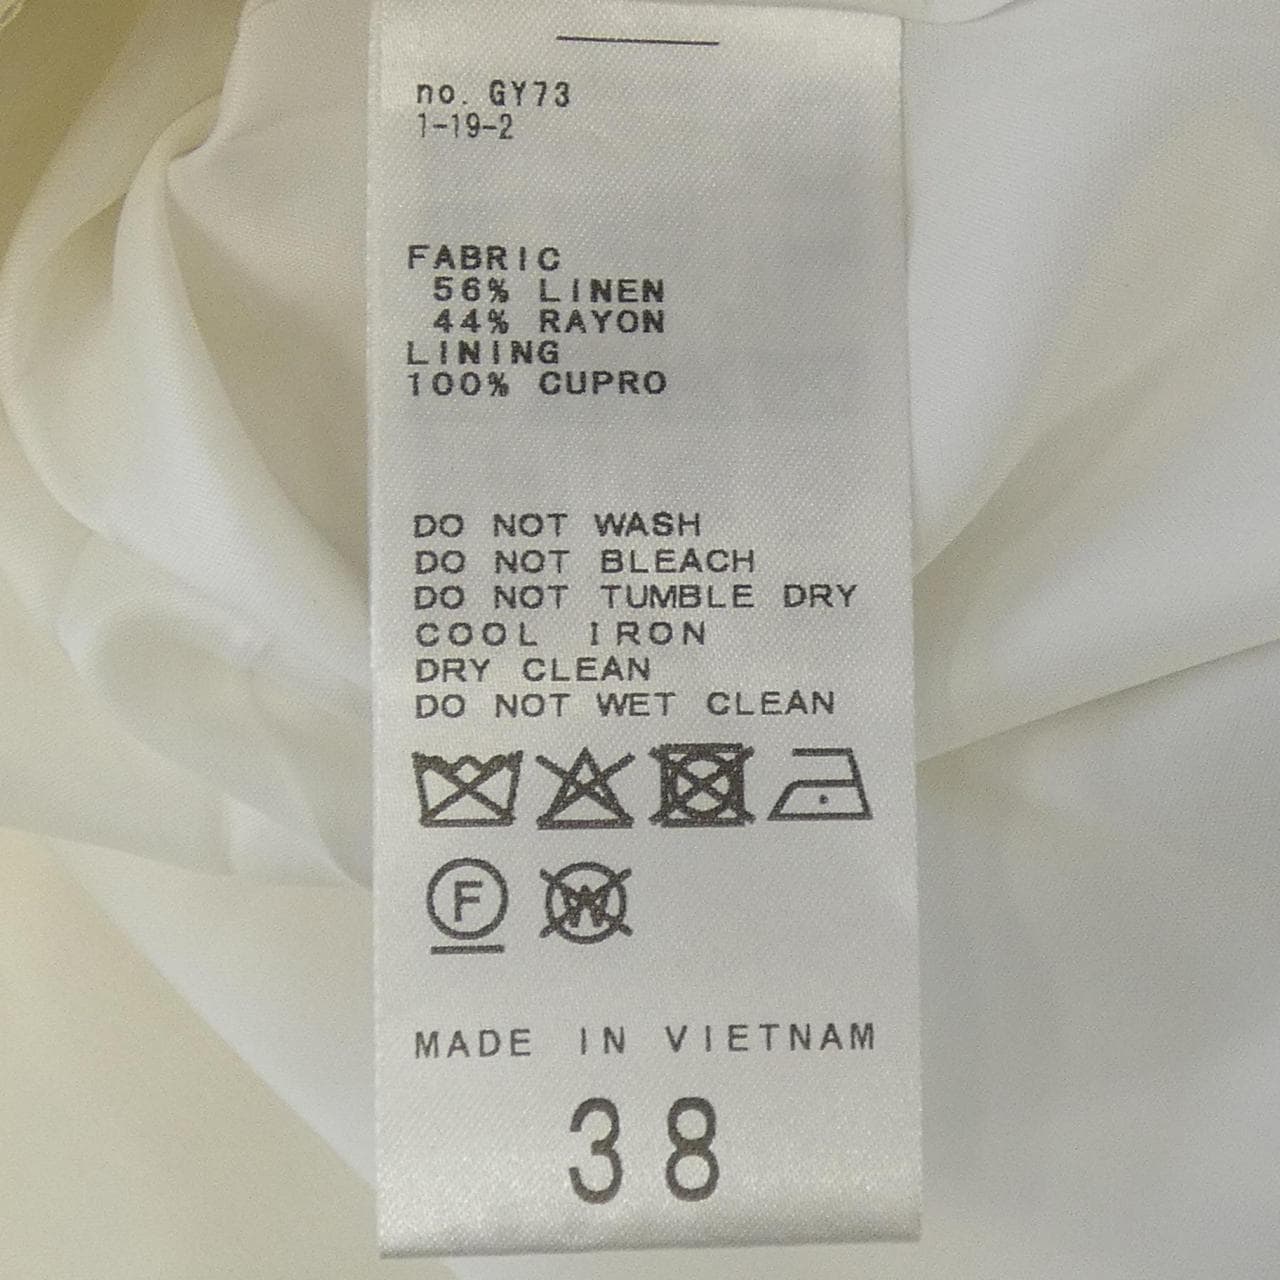 no. GY73
1-19-2
FABRIC
56% LINEN
44% RAYON
LINING
100% CUPRO
DO NOT WASH
DO NOT BLEACH
DO NOT TUMBLE DRY
COOL IRON
DRY CLEAN
DO NOT WET CLEAN
F W
MADE IN VIETNAM
38